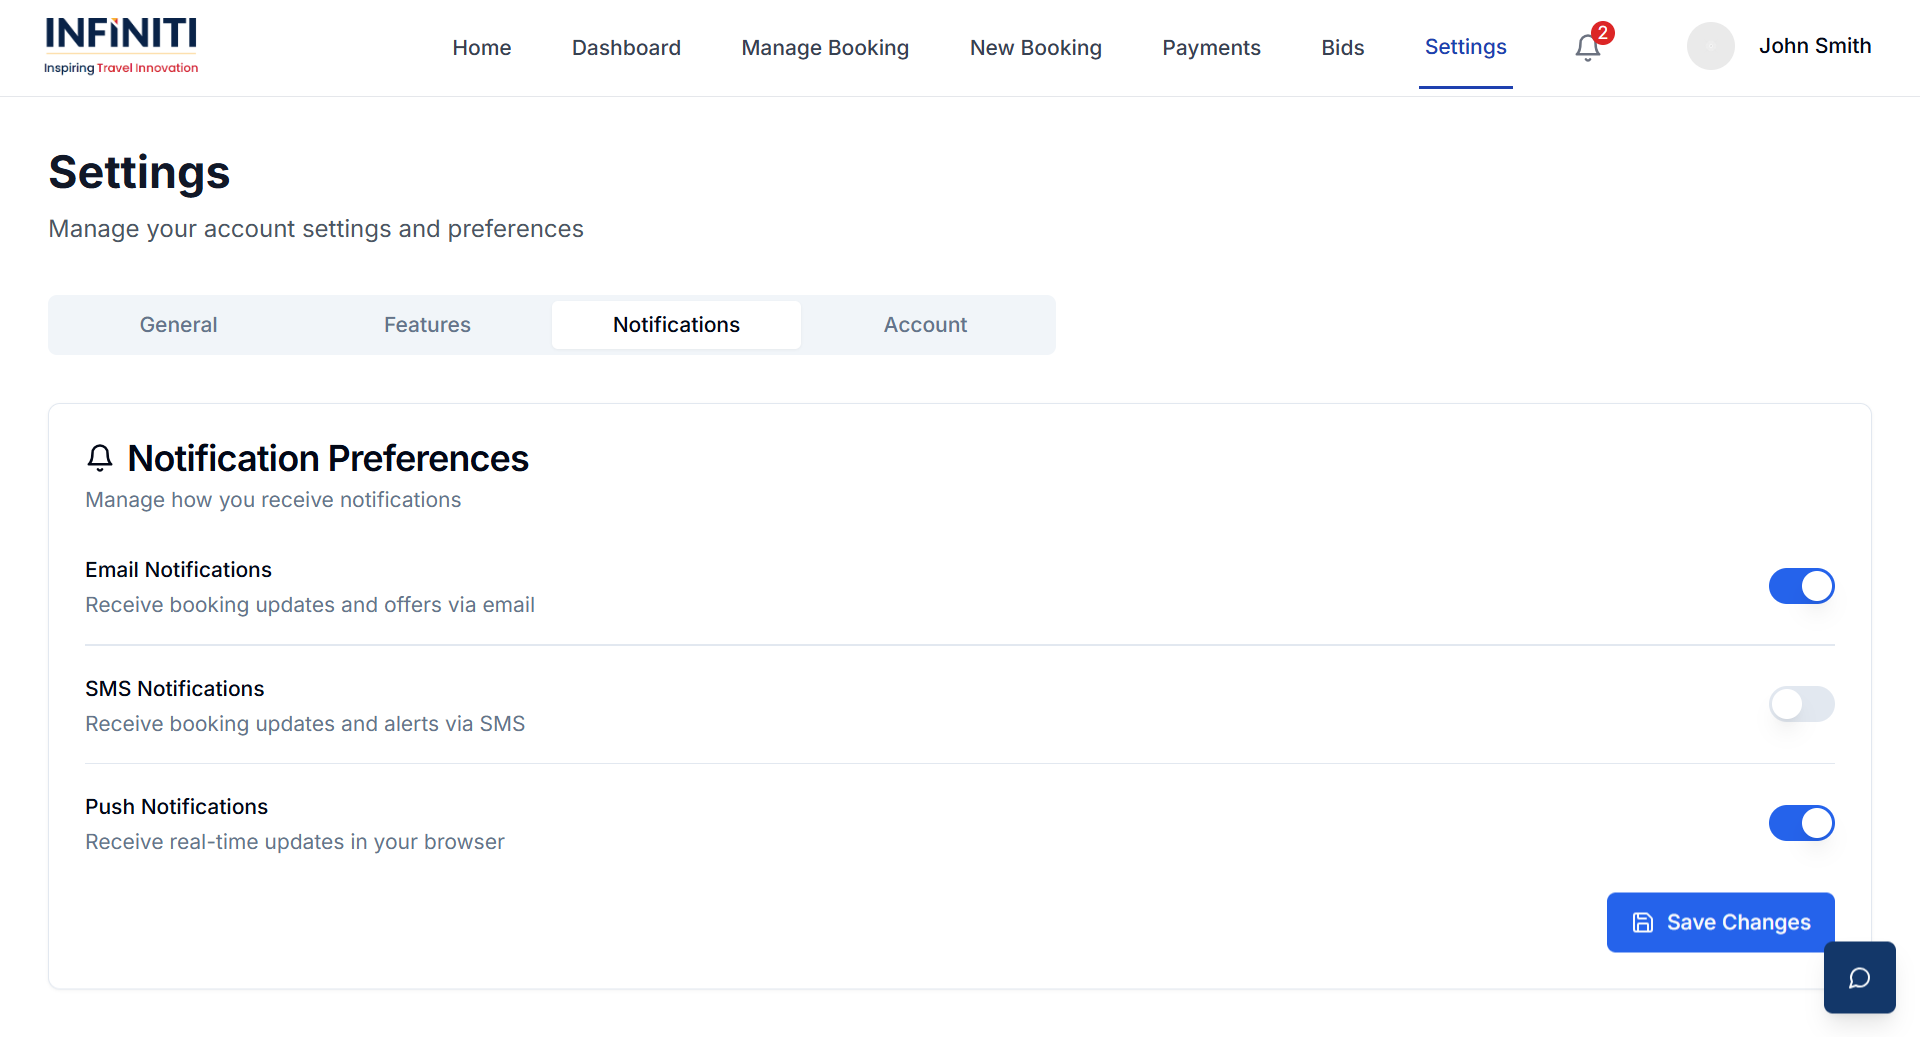 INFINITI
Inspiring Travel Innovation
Home Dashboard Manage Booking New Booking Payments Bids Settings 2 John Smith
Settings
Manage your account settings and preferences
General Features Notifications Account
Notification Preferences
Manage how you receive notifications
Email Notifications
Receive booking updates and offers via email
SMS Notifications
Receive booking updates and alerts via SMS
Push Notifications
Receive real-time updates in your browser
Save Changes